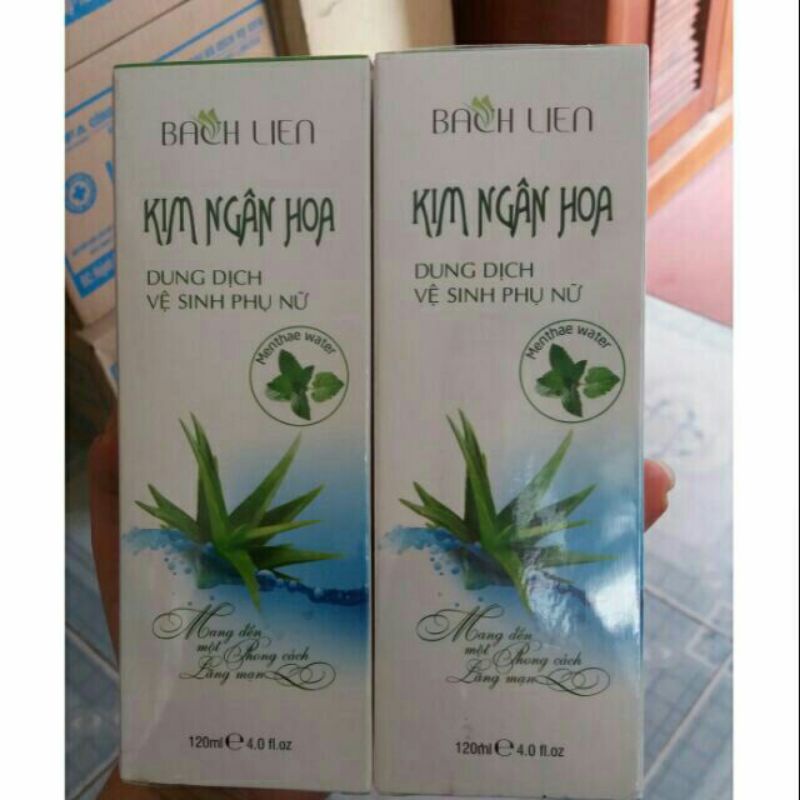 BẠCH LIEN
KIM NGÂN HOA
DUNG DỊCH
VỆ SINH PHỤ NỮ
Menthae water
Mang đến
một Phong cách
Lãng mạn
120ml e 4.0 fl.oz
BẠCH LIEN
KIM NGÂN HOA
DUNG DỊCH
VỆ SINH PHỤ NỮ
Menthae water
Mang đến
một Phong cách
Lãng mạn
120ml e 4.0 fl.oz